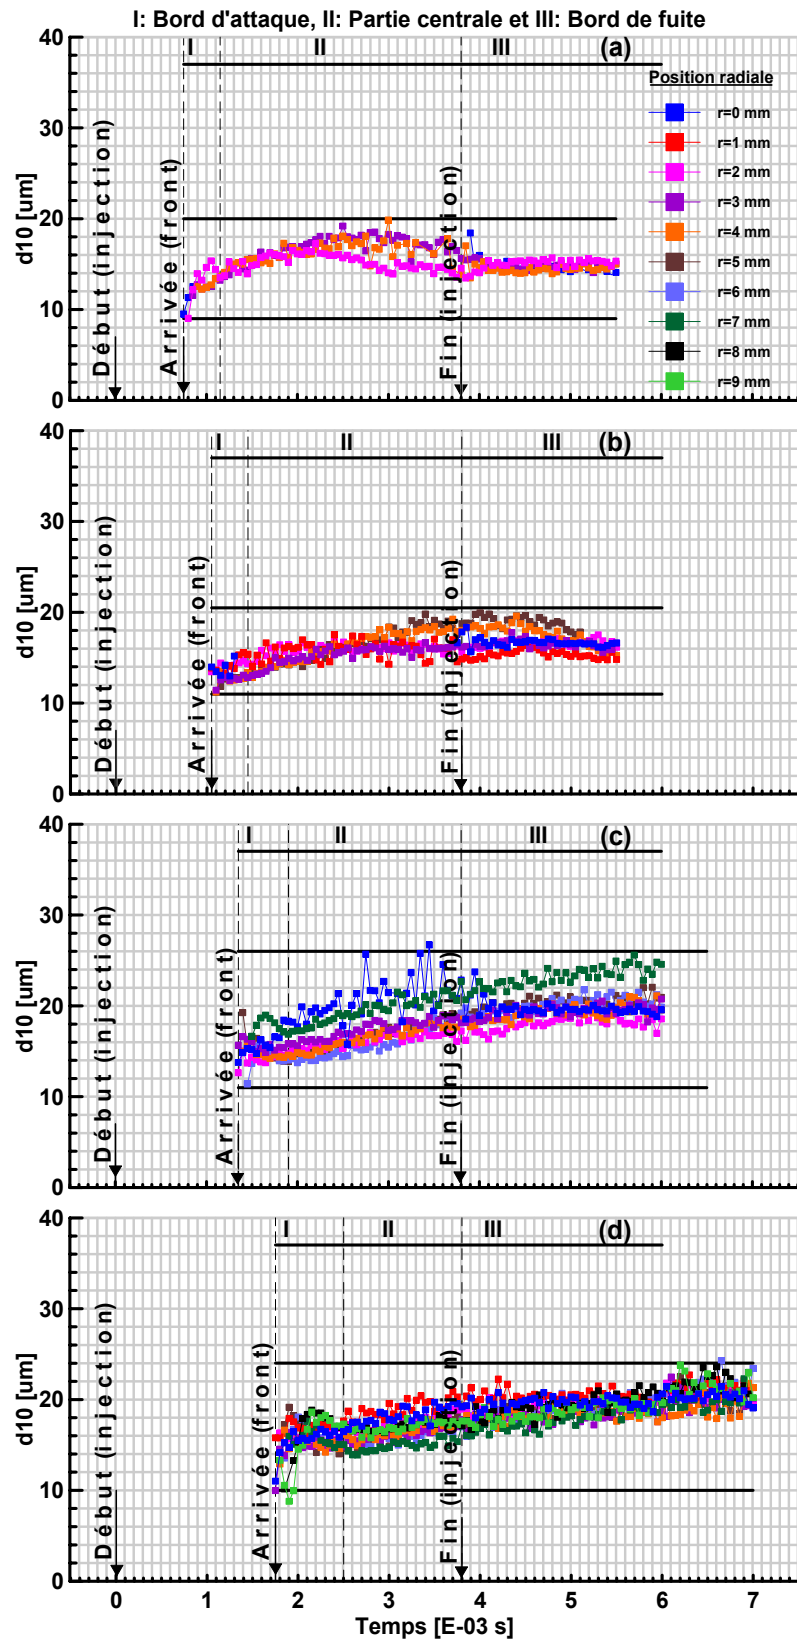 I: Bord d'attaque, II: Partie centrale et III: Bord de fuite
40
30
20
10
0
d10 [um]
I
II
III
(a)
Début (injection)
Arrivée (front)
Fin (injection)
Position radiale
r=0 mm
r=1 mm
r=2 mm
r=3 mm
r=4 mm
r=5 mm
r=6 mm
r=7 mm
r=8 mm
r=9 mm
40
30
20
10
0
d10 [um]
I
II
III
(b)
Début (injection)
Arrivée (front)
Fin (injection)
40
30
20
10
0
d10 [um]
I
II
III
(c)
Début (injection)
Arrivée (front)
Fin (injection)
40
30
20
10
0
d10 [um]
I
II
III
(d)
Début (injection)
Arrivée (front)
Fin (injection)
0 1 2 3 4 5 6 7
Temps [E-03 s]